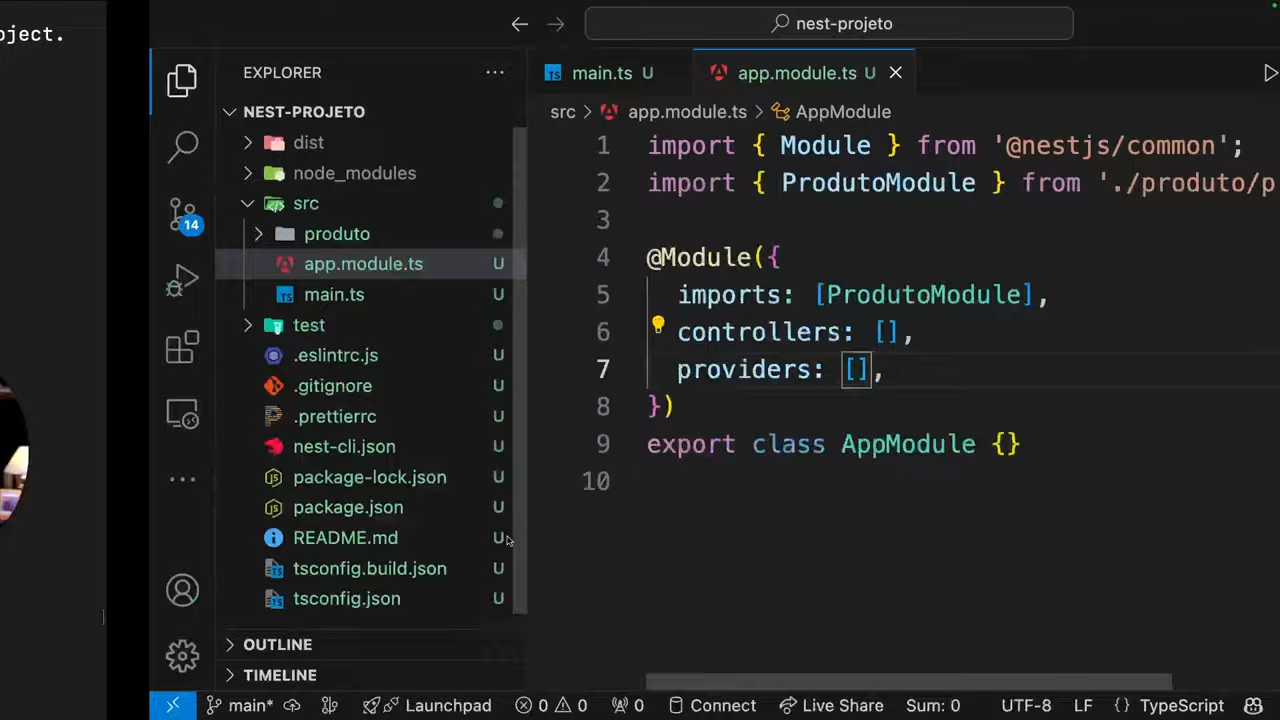 oject.
nest-projeto
EXPLORER
NEST-PROJETO
dist
node_modules
src
14
produto
app.module.ts U
main.ts U
test
.eslintrc.js U
.gitignore U
.prettierrc U
nest-cli.json U
package-lock.json U
package.json U
README.md U
tsconfig.build.json U
tsconfig.json U
OUTLINE
TIMELINE
main.ts U
app.module.ts U
src > app.module.ts > AppModule
1 import { Module } from '@nestjs/common';
2 import { ProdutoModule } from './produto/p
3
4 @Module({
5 imports: [ProdutoModule],
6 controllers: [],
7 providers: [],
8 })
9 export class AppModule {}
10
main* Launchpad 0 0 0 Connect Live Share Sum: 0 UTF-8 LF {} TypeScript